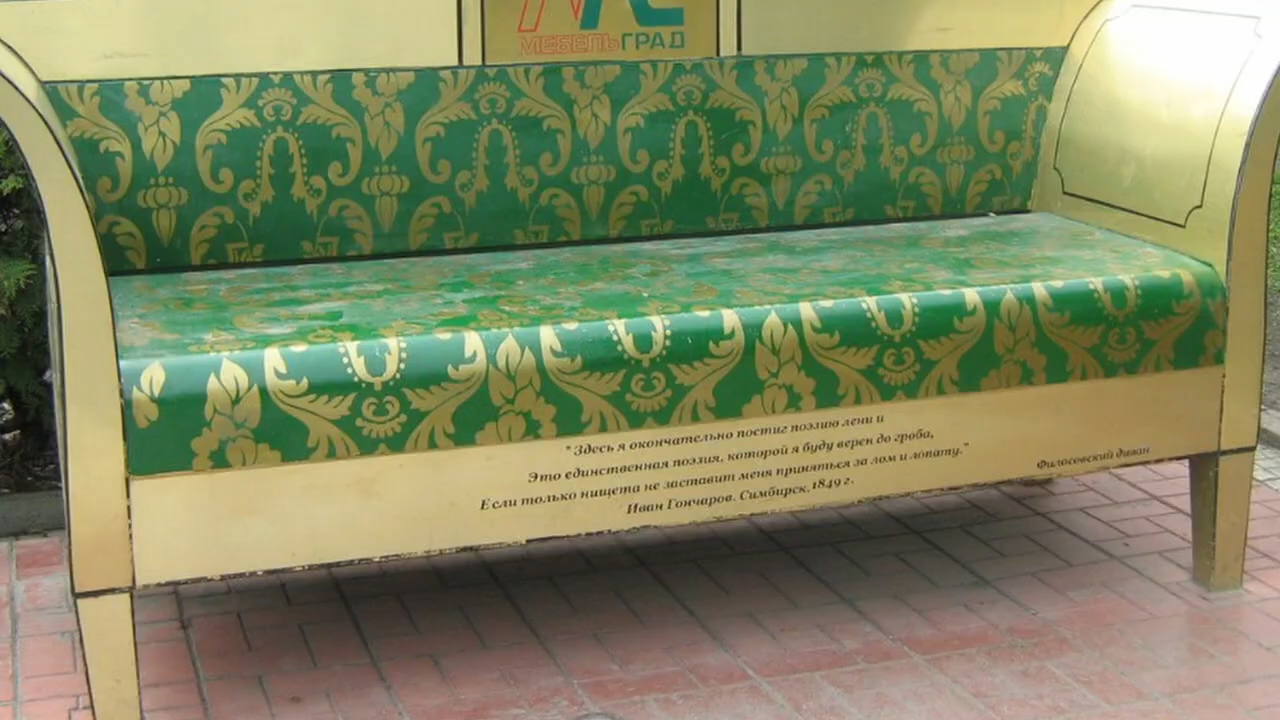 МЕБЕЛЬГРАД
"Здесь я окончательно постиг поэзию лени и
Это единственная поэзия, которой я буду верен до гроба,
Если только нищета не заставит меня приняться за лом и лопату."
Иван Гончаров. Симбирск, 1849 г.
Филосовский диван